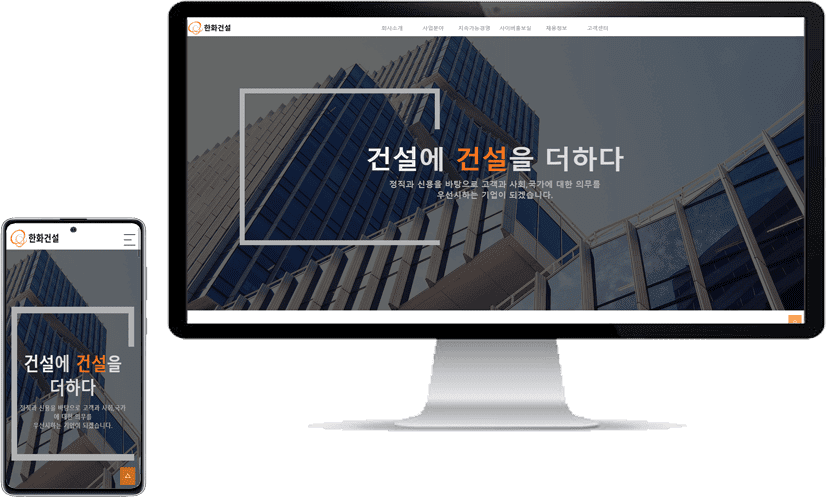 한화건설
회사소개 사업분야 지속가능경영 사이버홍보실 채용정보 고객센터
건설에 건설을 더하다
정직과 신용을 바탕으로 고객과 사회,국가에 대한 의무를
우선시하는 기업이 되겠습니다.
한화건설
건설에 건설을
더하다
정직과 신용을 바탕으로 고객과 사회,국가
에 대한 의무를
우선시하는 기업이 되겠습니다.